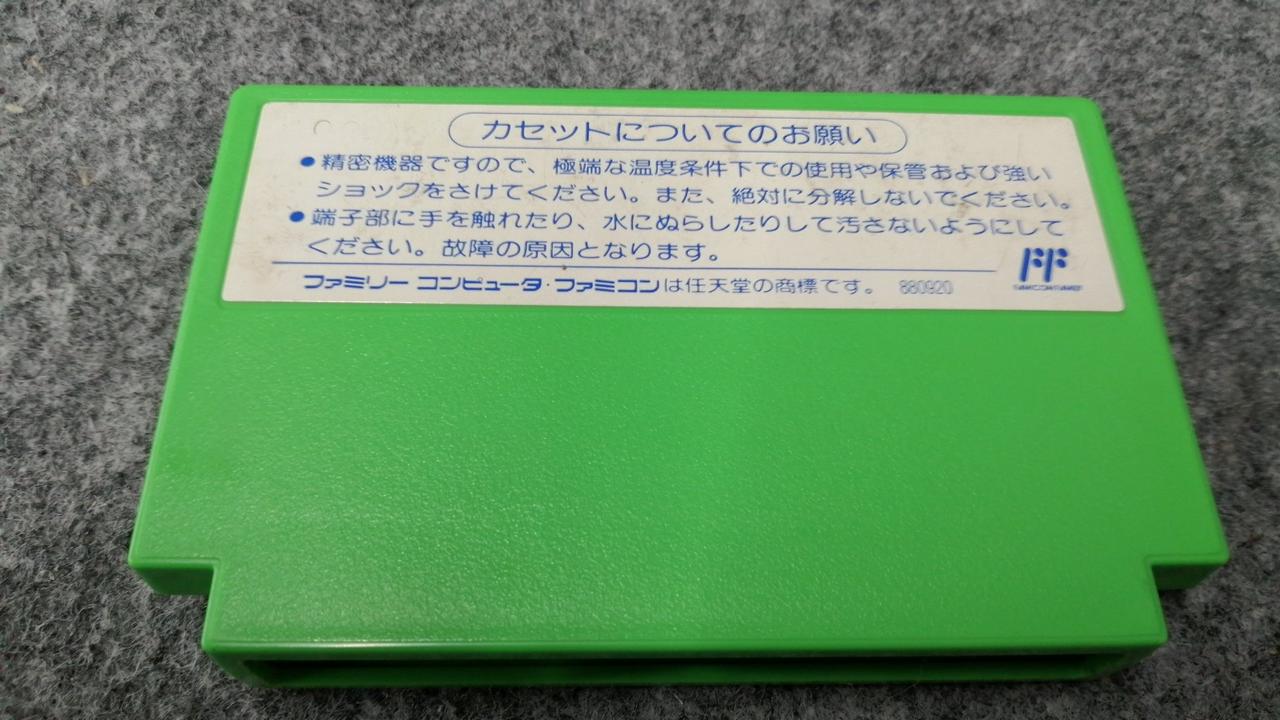 カセットについてのお願い
●精密機器ですので、極端な温度条件下での使用や保管および強い
ショックをさけてください。また、絶対に分解しないでください。
●端子部に手を触れたり、水にぬらしたりして汚さないようにして
ください。故障の原因となります。
ファミリー コンピュータ・ファミコンは任天堂の商標です。 880920
FF